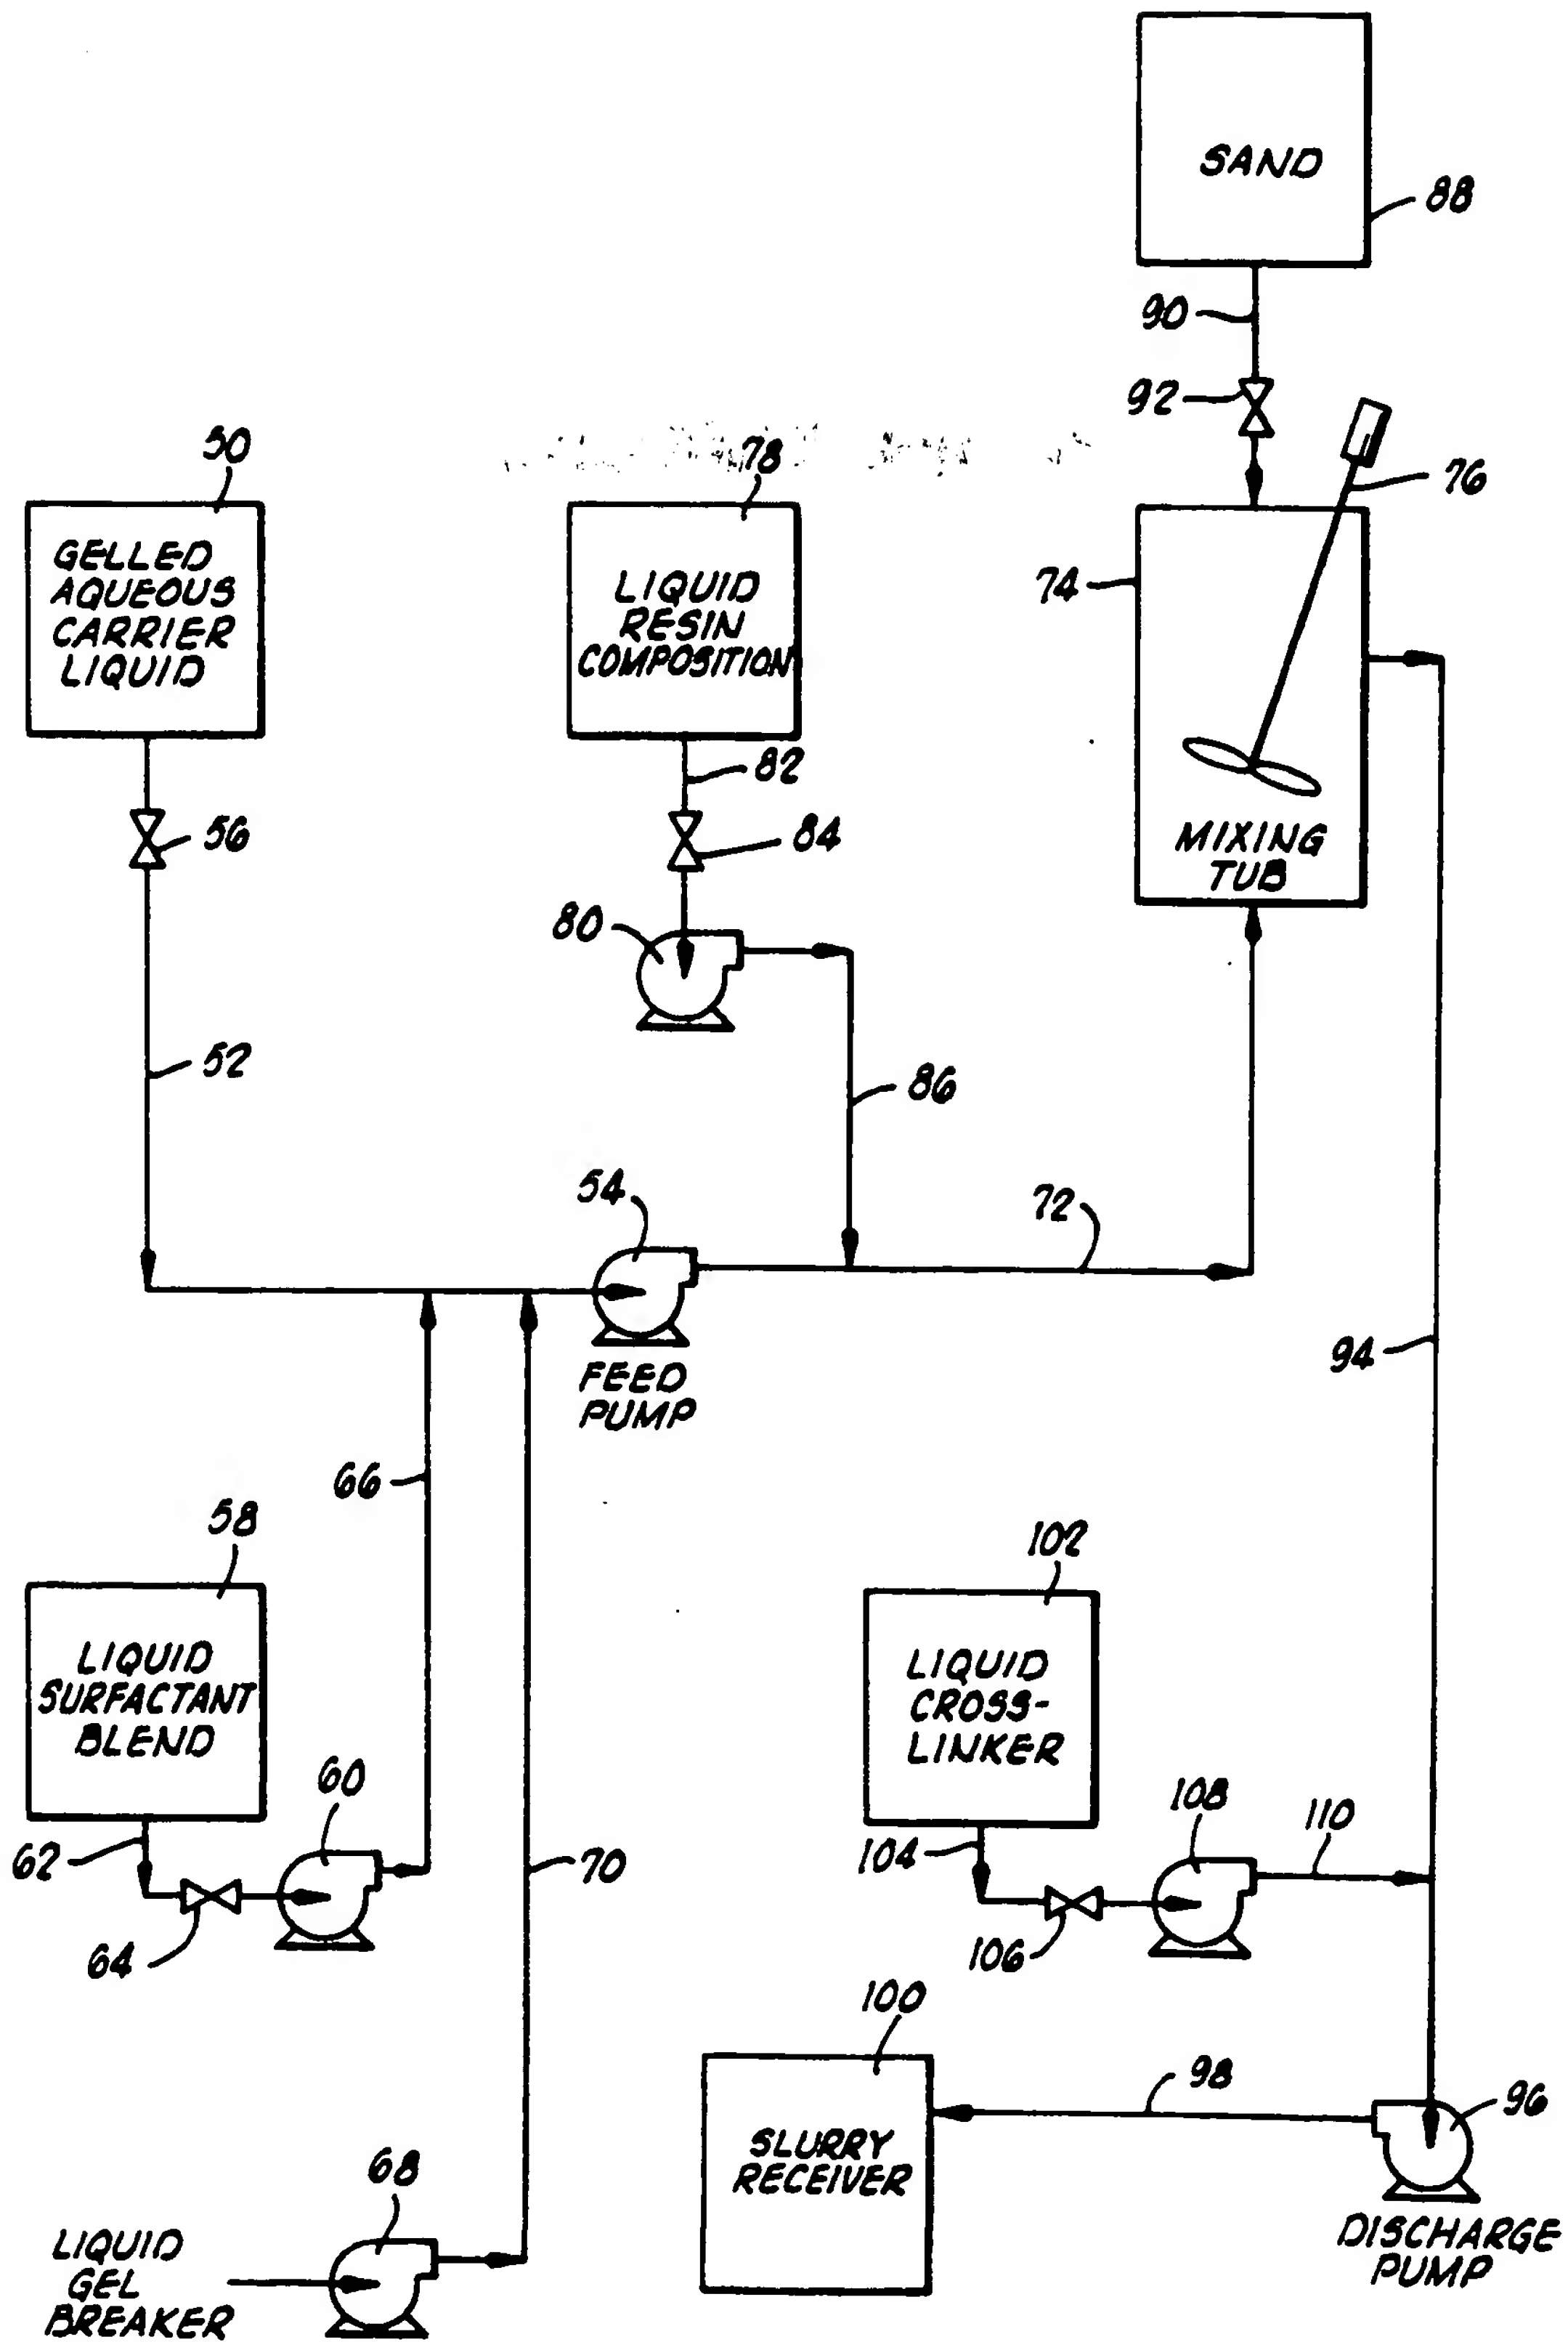 SAND
88
90
92
76
50
78
74
GELLED
AQUEOUS
CARRIER
LIQUID
LIQUID
RESIN
COMPOSITION
82
56
84
MIXING
TUB
80
52
86
54
72
FEED
PUMP
94
66
58
102
LIQUID
SURFACTANT
BLEND
LIQUID
CROSS-
LINKER
60
108
110
62
104
70
64
106
100
98
96
SLURRY
RECEIVER
68
DISCHARGE
PUMP
LIQUID
GEL
BREAKER